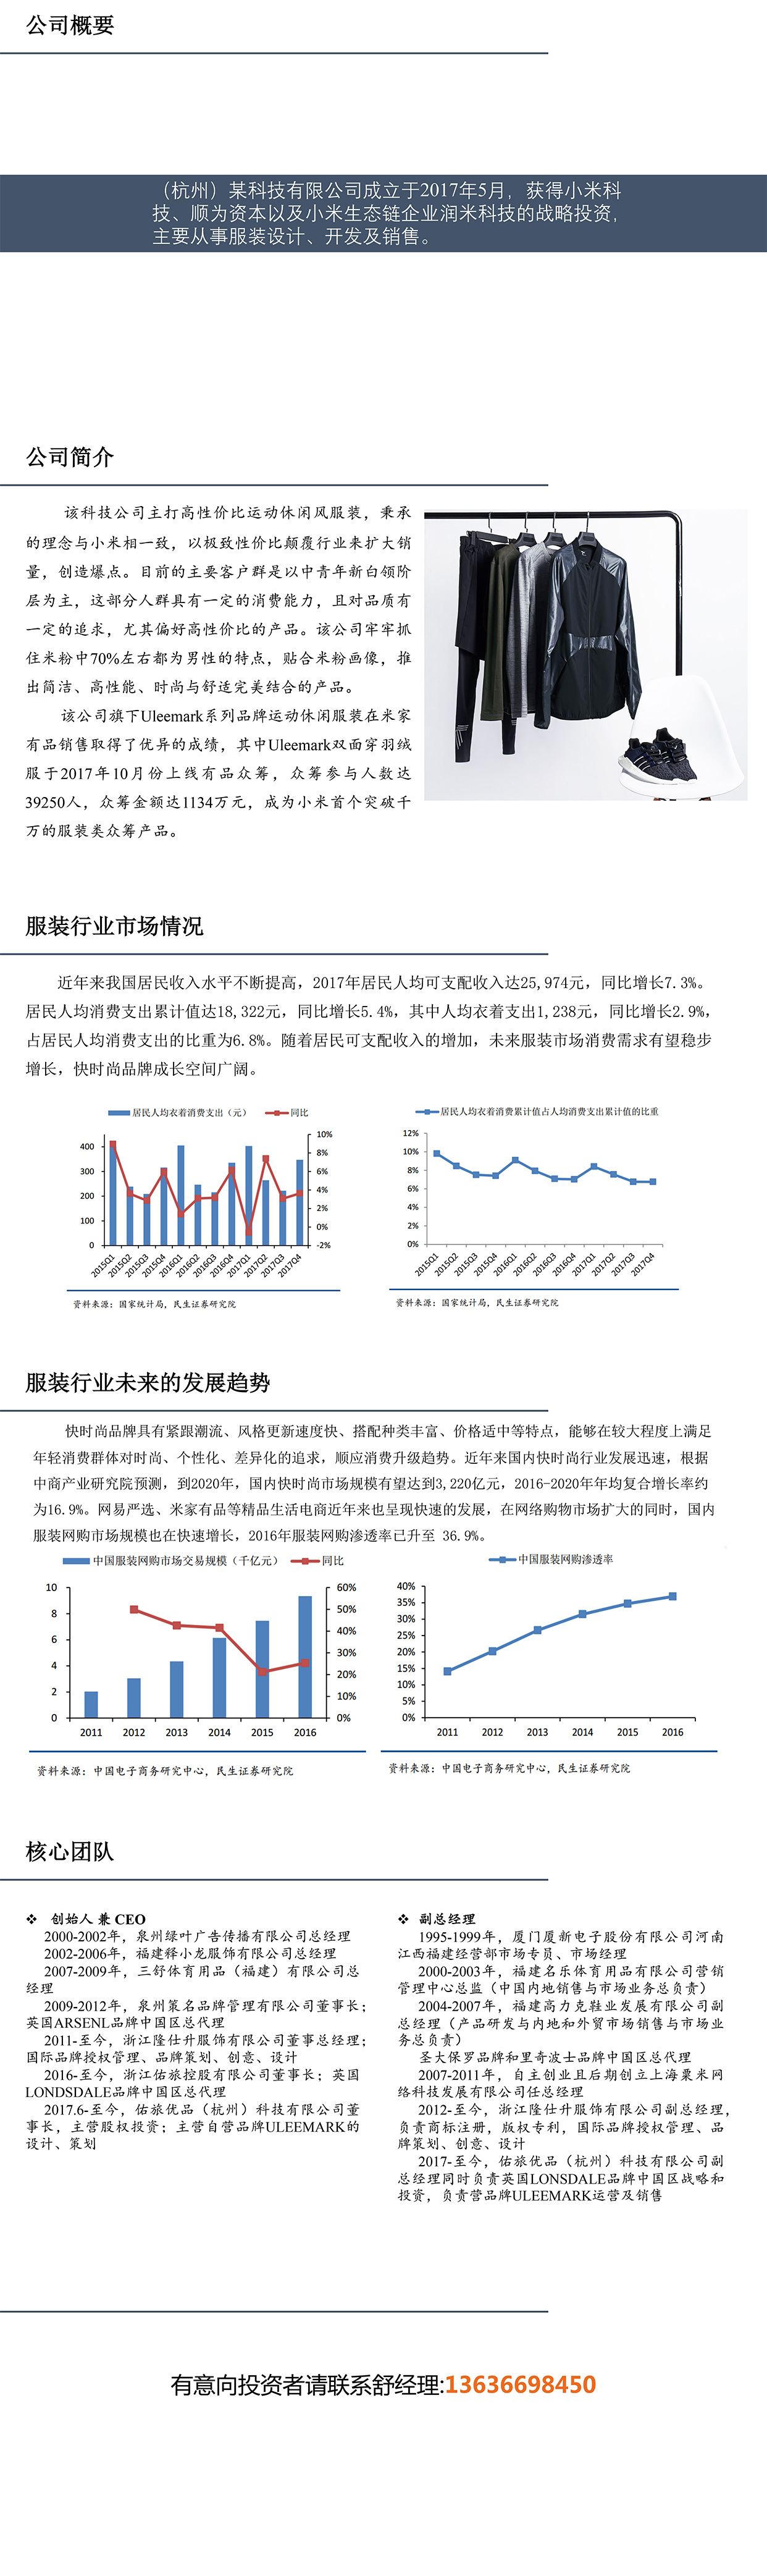 公司概要
（杭州）某科技有限公司成立于2017年5月，获得小米科
技、顺为资本以及小米生态链企业润米科技的战略投资，
主要从事服装设计、开发及销售。
公司简介
该科技公司主打高性价比运动休闲风服装，秉承
的理念与小米相一致，以极致性价比颠覆行业来扩大销
量，创造爆点。目前的主要客户群是以中青年新白领阶
层为主，这部分人群具有一定的消费能力，且对品质有
一定的追求，尤其偏好高性价比的产品。该公司牢牢抓
住米粉中70%左右都为男性的特点，贴合米粉画像，推
出简洁、高性能、时尚与舒适完美结合的产品。
该公司旗下Uleemark系列品牌运动休闲服装在米家
有品销售取得了优异的成绩，其中Uleemark双面穿羽绒
服于2017年10月份上线有品众筹，众筹参与人数达
39250人，众筹金额达1134万元，成为小米首个突破千
万的服装类众筹产品。
服装行业市场情况
近年来我国居民收入水平不断提高，2017年居民人均可支配收入达25,974元，同比增长7.3%。
居民人均消费支出累计值达18,322元，同比增长5.4%，其中人均衣着支出1,238元，同比增长2.9%，
占居民人均消费支出的比重为6.8%。随着居民可支配收入的增加，未来服装市场消费需求有望稳步
增长，快时尚品牌成长空间广阔。
居民人均衣着消费支出（元） 同比
400
300
200
100
0
10%
8%
6%
4%
2%
0%
-2%
2015Q1 2015Q2 2015Q3 2015Q4 2016Q1 2016Q2 2016Q3 2016Q4 2017Q1 2017Q2 2017Q3 2017Q4
资料来源：国家统计局，民生证券研究院
居民人均衣着消费累计值占人均消费支出累计值的比重
12%
10%
8%
6%
4%
2%
0%
2015Q1 2015Q2 2015Q3 2015Q4 2016Q1 2016Q2 2016Q3 2016Q4 2017Q1 2017Q2 2017Q3 2017Q4
资料来源：国家统计局，民生证券研究院
服装行业未来的发展趋势
快时尚品牌具有紧跟潮流、风格更新速度快、搭配种类丰富、价格适中等特点，能够在较大程度上满足
年轻消费群体对时尚、个性化、差异化的追求，顺应消费升级趋势。近年来国内快时尚行业发展迅速，根据
中商产业研究院预测，到2020年，国内快时尚市场规模有望达到3,220亿元，2016-2020年年均复合增长率约
为16.9%。网易严选、米家有品等精品生活电商近年来也呈现快速的发展，在网络购物市场扩大的同时，国内
服装网购市场规模也在快速增长，2016年服装网购渗透率已升至 36.9%。
中国服装网购市场交易规模（千亿元） 同比
10
8
6
4
2
0
60%
50%
40%
30%
20%
10%
0%
2011 2012 2013 2014 2015 2016
资料来源：中国电子商务研究中心，民生证券研究院
中国服装网购渗透率
40%
35%
30%
25%
20%
15%
10%
5%
0%
2011 2012 2013 2014 2015 2016
资料来源：中国电子商务研究中心，民生证券研究院
核心团队
❖ 创始人 兼 CEO
2000-2002年，泉州绿叶广告传播有限公司总经理
2002-2006年，福建释小龙服饰有限公司总经理
2007-2009年，三舒体育用品（福建）有限公司总
经理
2009-2012年，泉州策名品牌管理有限公司董事长；
英国ARSENL品牌中国区总代理
2011-至今，浙江隆仕升服饰有限公司董事总经理；
国际品牌授权管理、品牌策划、创意、设计
2016-至今，浙江佑旅控股有限公司董事长；英国
LONDSDALE品牌中国区总代理
2017.6-至今，佑旅优品（杭州）科技有限公司董
事长，主营股权投资；主营自营品牌ULEEMARK的
设计、策划
❖ 副总经理
1995-1999年，厦门厦新电子股份有限公司河南
江西福建经营部市场专员、市场经理
2000-2003年，福建名乐体育用品有限公司营销
管理中心总监（中国内地销售与市场业务总负责）
2004-2007年，福建高力克鞋业发展有限公司副
总经理（产品研发与内地和外贸市场销售与市场业
务总负责）
圣大保罗品牌和里奇波士品牌中国区总代理
2007-2011年，自主创业且后期创立上海粟米网
络科技发展有限公司任总经理
2012-至今，浙江隆仕升服饰有限公司副总经理，
负责商标注册，版权专利，国际品牌授权管理、品
牌策划、创意、设计
2017-至今，佑旅优品（杭州）科技有限公司副
总经理同时负责英国LONSDALE品牌中国区战略和
投资，负责营品牌ULEEMARK运营及销售
有意向投资者请联系舒经理:13636698450